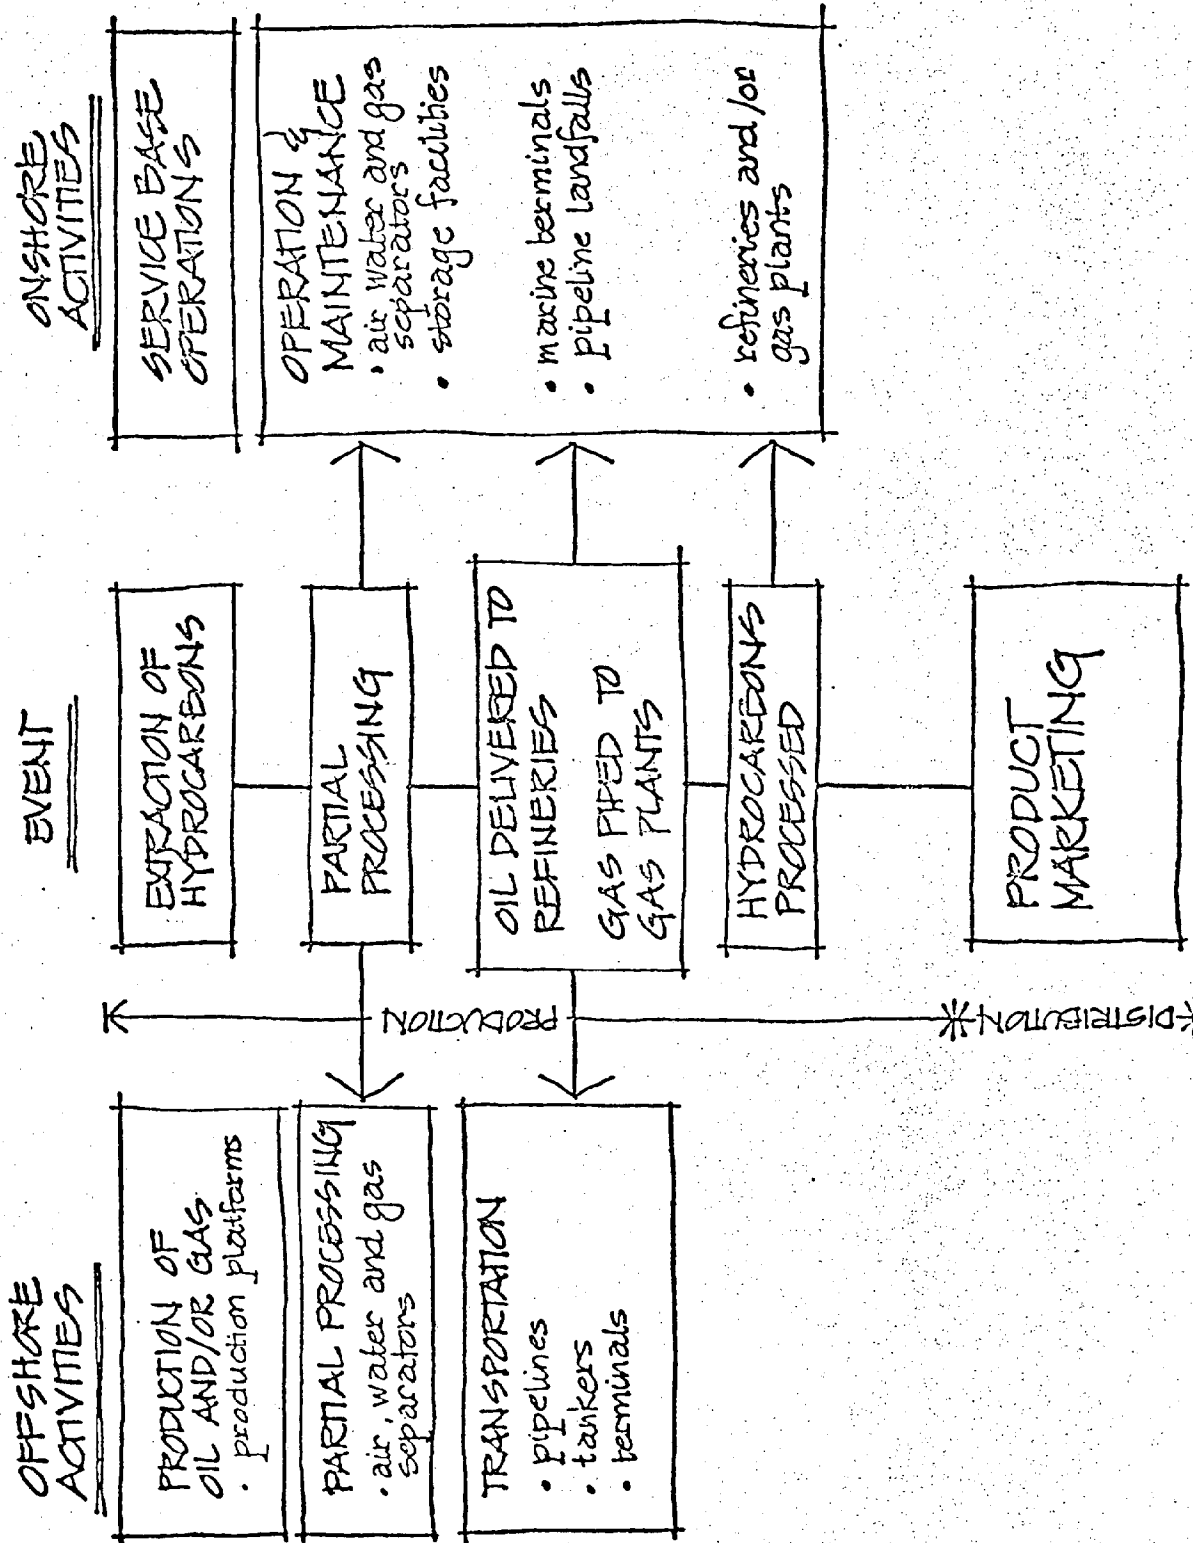 OFFSHORE
ACTIVITIES
PRODUCTION OF
OIL AND/OR GAS
· production platforms
PARTIAL PROCESSING
· air, water and gas
separators
TRANSPORTATION
• pipelines
• tankers
• terminals
PRODUCTION
DISTRIBUTION
EVENT
EXTRACTION OF
HYDROCARBONS
PARTIAL
PROCESSING
OIL DELIVERED TO
REFINERIES
GAS PIPED TO
GAS PLANTS
HYDROCARBONS
PROCESSED
PRODUCT
MARKETING
ONSHORE
ACTIVITIES
SERVICE BASE
OPERATIONS
OPERATION &
MAINTENANCE
• air water and gas
separators
• storage facilities
• marine terminals
• pipeline landfalls
• refineries and/or
gas plants